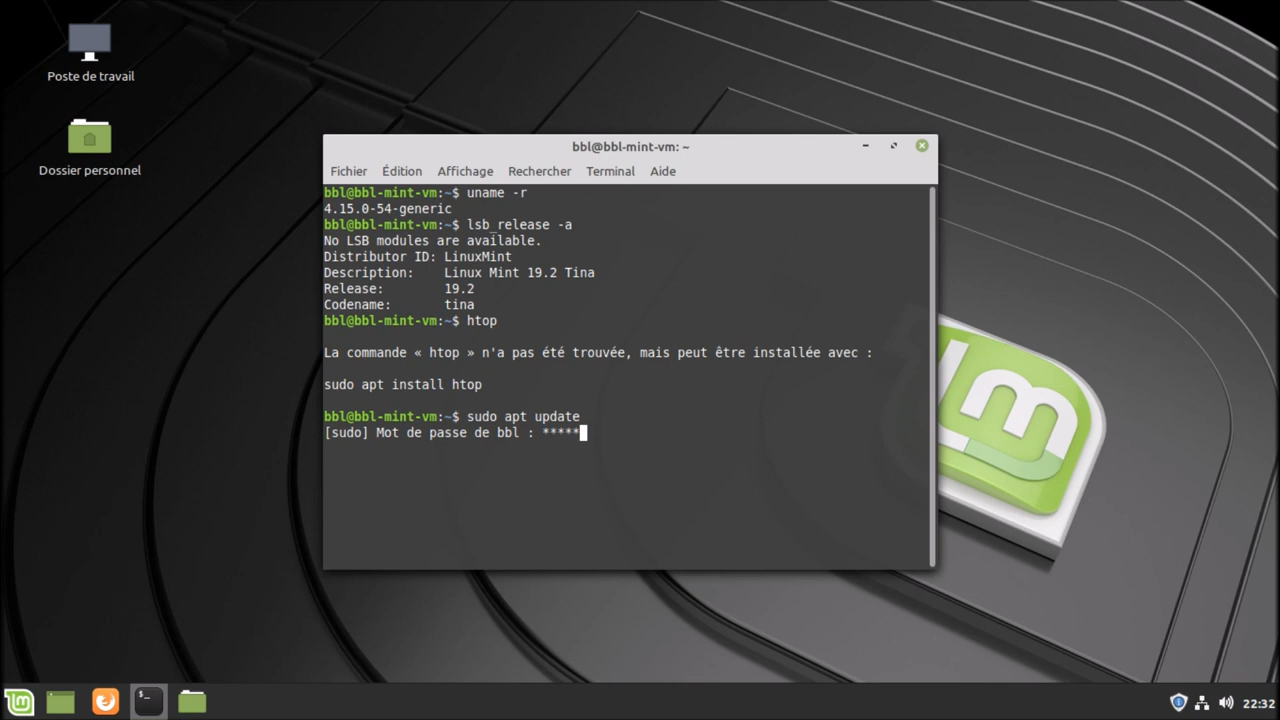 Poste de travail
Dossier personnel
bbl@bbl-mint-vm: ~
Fichier Édition Affichage Rechercher Terminal Aide
bbl@bbl-mint-vm:~$ uname -r
4.15.0-54-generic
bbl@bbl-mint-vm:~$ lsb_release -a
No LSB modules are available.
Distributor ID: LinuxMint
Description:    Linux Mint 19.2 Tina
Release:        19.2
Codename:       tina
bbl@bbl-mint-vm:~$ htop
La commande « htop » n'a pas été trouvée, mais peut être installée avec :
sudo apt install htop
bbl@bbl-mint-vm:~$ sudo apt update
[sudo] Mot de passe de bbl : *****
22:32